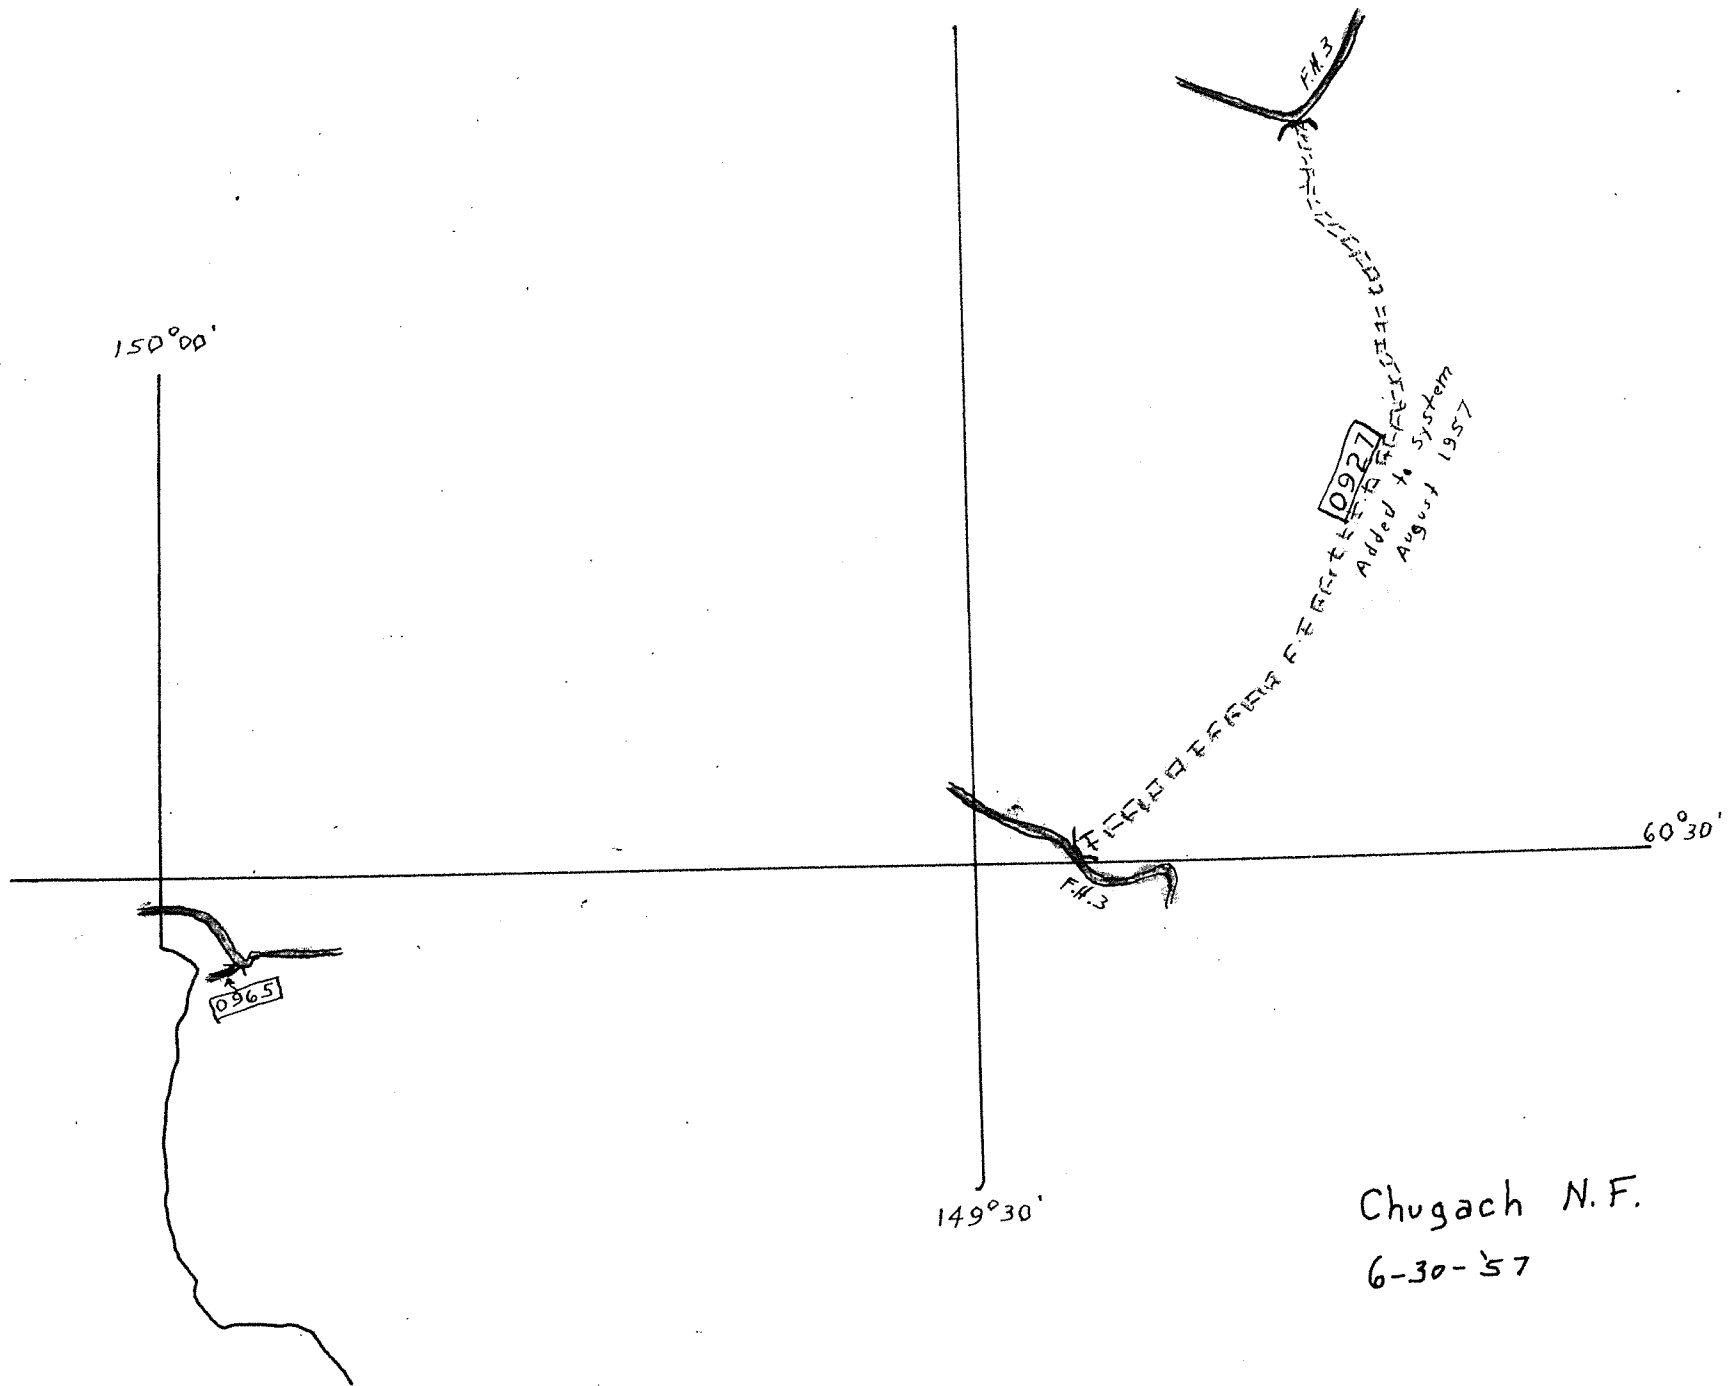 F.H.3
150°00'
0927
Added to System
August 1957
60°30'
F.H.3
0965
149°30'
Chugach N.F.
6-30-'57